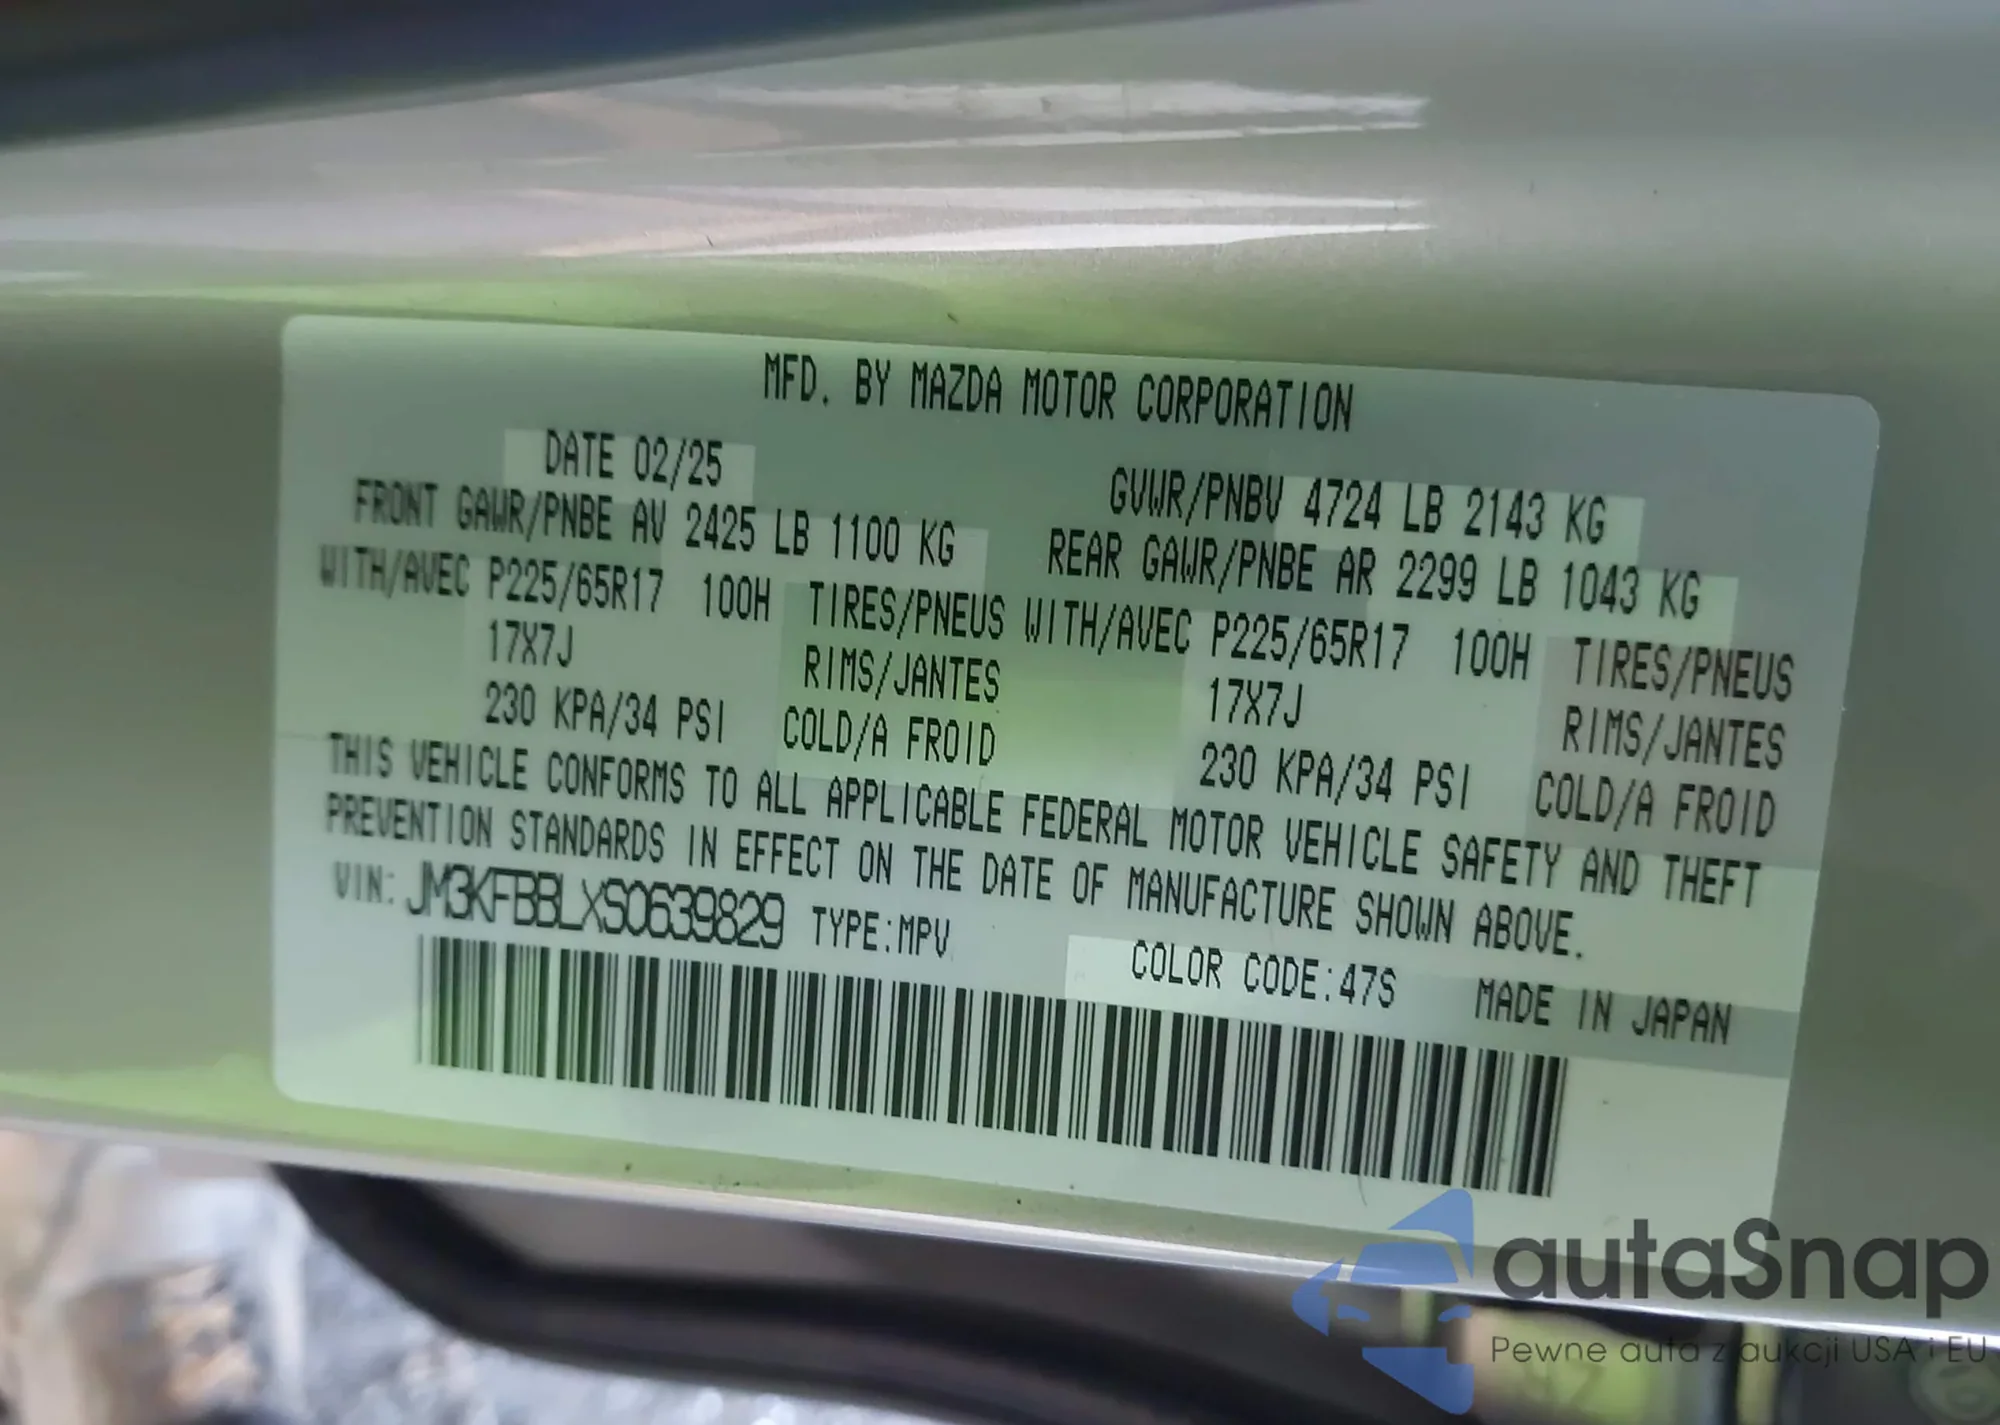 MFD. BY MAZDA MOTOR CORPORATION
DATE 02/25
GVWR/PNBV 4724 LB 2143 KG
FRONT GAWR/PNBE AV 2425 LB 1100 KG
REAR GAWR/PNBE AR 2299 LB 1043 KG
WITH/AVEC P225/65R17 100H TIRES/PNEUS WITH/AVEC P225/65R17 100H TIRES/PNEUS
17X7J RIMS/JANTES 17X7J RIMS/JANTES
230 KPA/34 PSI COLD/A FROID 230 KPA/34 PSI COLD/A FROID
THIS VEHICLE CONFORMS TO ALL APPLICABLE FEDERAL MOTOR VEHICLE SAFETY AND THEFT
PREVENTION STANDARDS IN EFFECT ON THE DATE OF MANUFACTURE SHOWN ABOVE.
VIN: JM3KFBBLXS0639829 TYPE:MPV
COLOR CODE:47S MADE IN JAPAN
autaSnap
Pewne auta z aukcji USA i EU